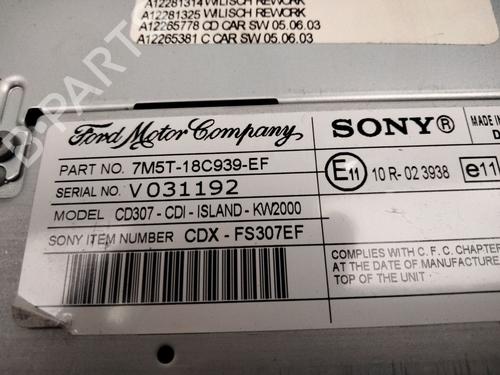 A12281314 WILISCH REWORK
A12281325 WILISCH REWORK
A12265778 CD CAR SW 05.06.03
A12265381 C CAR SW 05.06.03
B-PARTS
Ford Motor Company
SONY®
MADE IN
PART NO. 7M5T-18C939-EF
SERIAL NO. V 031192
E11 10 R- 02 3938 e11
MODEL CD307 - CDI - ISLAND - KW2000
SONY ITEM NUMBER CDX - FS307EF
COMPLIES WITH C. F. C. CHAPTER
AT THE DATE OF MANUFACTURE
TOP OF THE UNIT